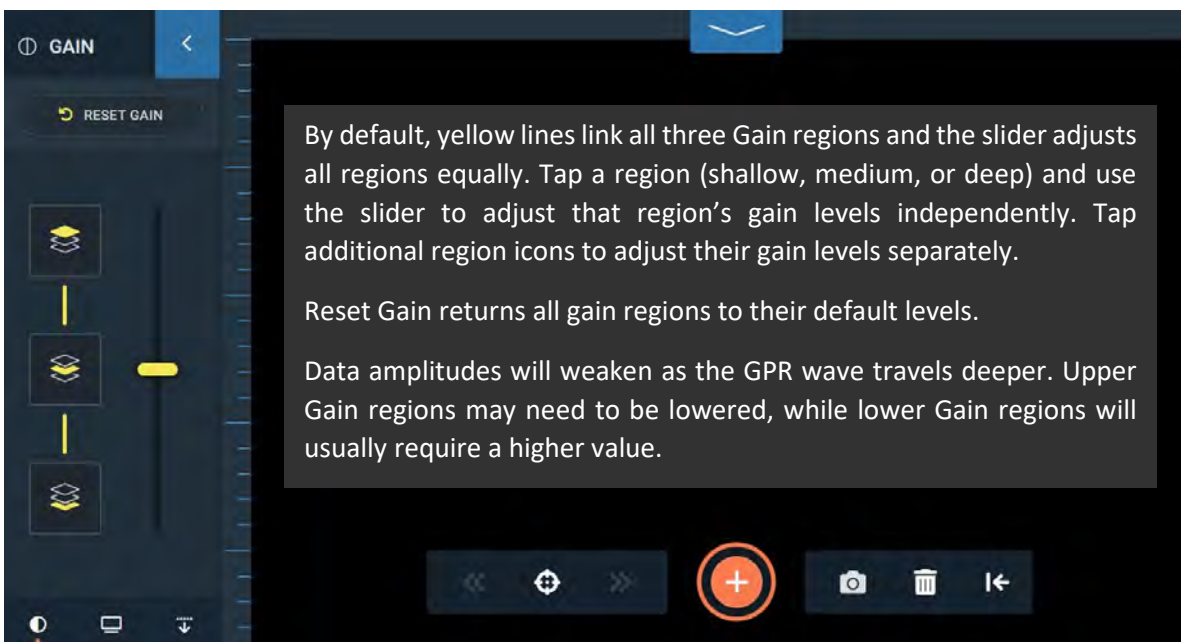 GAIN
RESET GAIN
By default, yellow lines link all three Gain regions and the slider adjusts
all regions equally. Tap a region (shallow, medium, or deep) and use
the slider to adjust that region’s gain levels independently. Tap
additional region icons to adjust their gain levels separately.
Reset Gain returns all gain regions to their default levels.
Data amplitudes will weaken as the GPR wave travels deeper. Upper
Gain regions may need to be lowered, while lower Gain regions will
usually require a higher value.